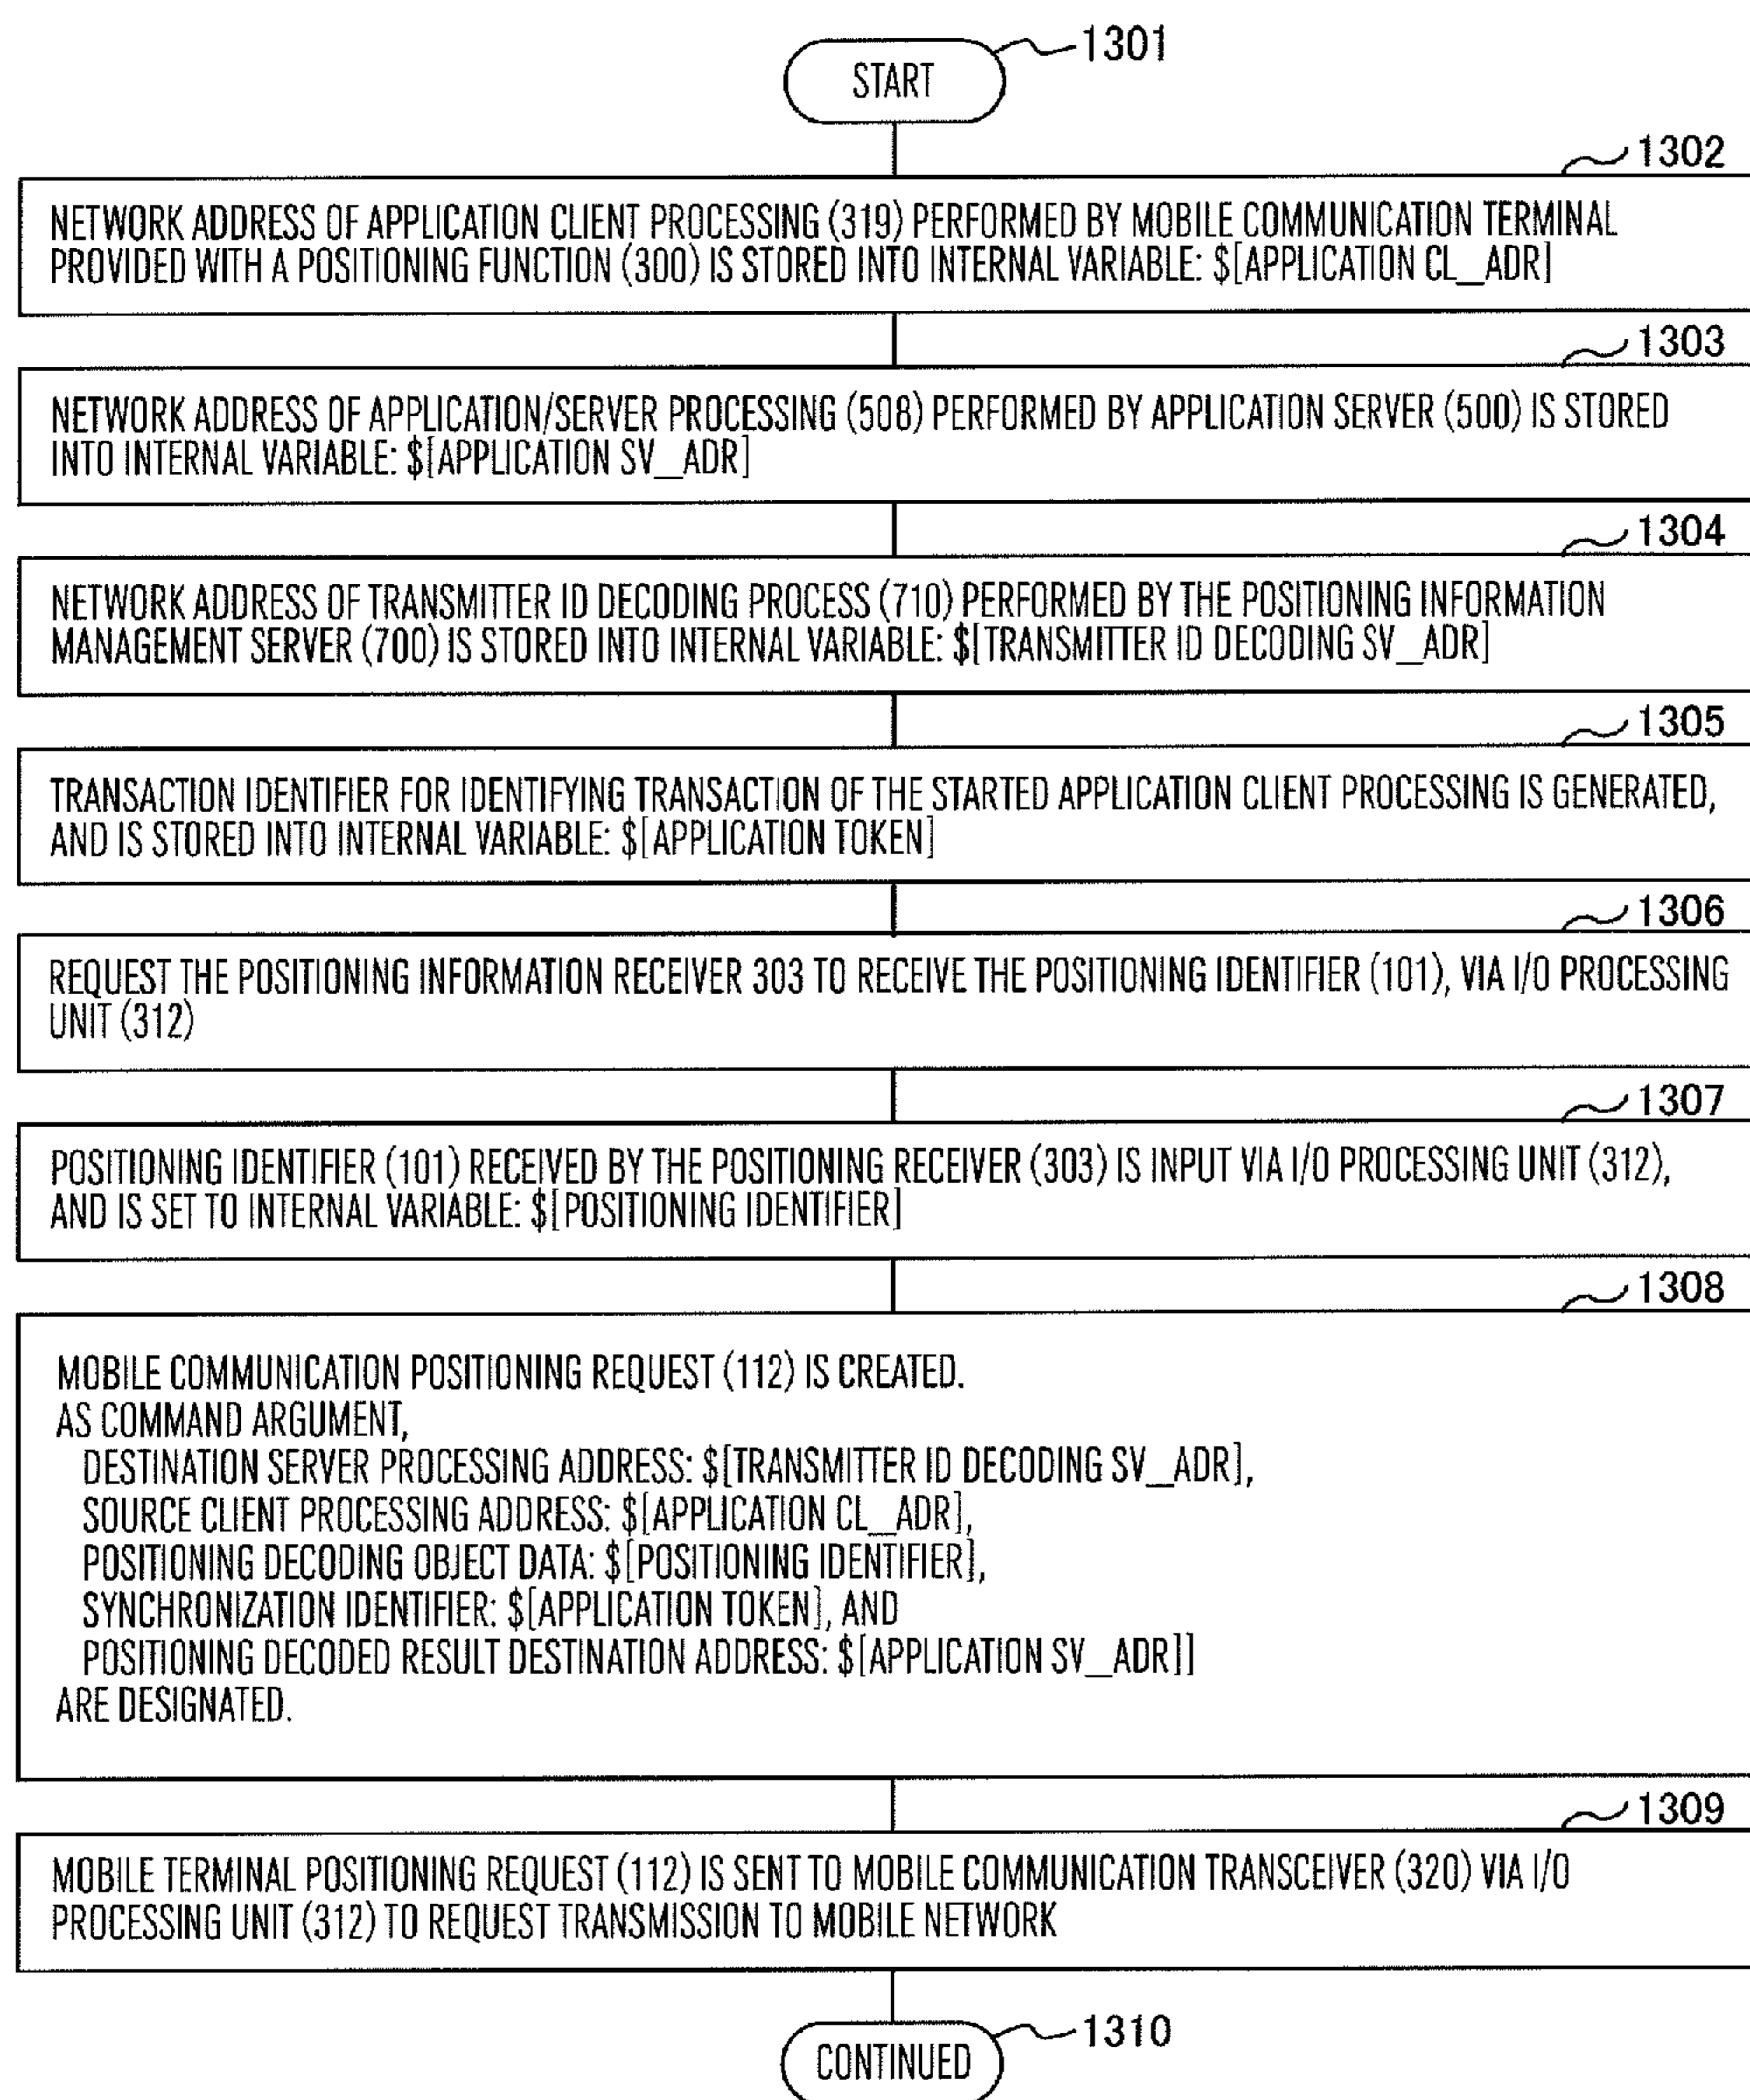 1301
START
1302
NETWORK ADDRESS OF APPLICATION CLIENT PROCESSING (319) PERFORMED BY MOBILE COMMUNICATION TERMINAL
PROVIDED WITH A POSITIONING FUNCTION (300) IS STORED INTO INTERNAL VARIABLE: $[APPLICATION CL_ADR]
1303
NETWORK ADDRESS OF APPLICATION/SERVER PROCESSING (508) PERFORMED BY APPLICATION SERVER (500) IS STORED
INTO INTERNAL VARIABLE: $[APPLICATION SV_ADR]
1304
NETWORK ADDRESS OF TRANSMITTER ID DECODING PROCESS (710) PERFORMED BY THE POSITIONING INFORMATION
MANAGEMENT SERVER (700) IS STORED INTO INTERNAL VARIABLE: $[TRANSMITTER ID DECODING SV_ADR]
1305
TRANSACTION IDENTIFIER FOR IDENTIFYING TRANSACTION OF THE STARTED APPLICATION CLIENT PROCESSING IS GENERATED,
AND IS STORED INTO INTERNAL VARIABLE: $[APPLICATION TOKEN]
1306
REQUEST THE POSITIONING INFORMATION RECEIVER 303 TO RECEIVE THE POSITIONING IDENTIFIER (101), VIA I/O PROCESSING
UNIT (312)
1307
POSITIONING IDENTIFIER (101) RECEIVED BY THE POSITIONING RECEIVER (303) IS INPUT VIA I/O PROCESSING UNIT (312),
AND IS SET TO INTERNAL VARIABLE: $[POSITIONING IDENTIFIER]
1308
MOBILE COMMUNICATION POSITIONING REQUEST (112) IS CREATED.
AS COMMAND ARGUMENT,
DESTINATION SERVER PROCESSING ADDRESS: $[TRANSMITTER ID DECODING SV_ADR],
SOURCE CLIENT PROCESSING ADDRESS: $[APPLICATION CL_ADR],
POSITIONING DECODING OBJECT DATA: $[POSITIONING IDENTIFIER],
SYNCHRONIZATION IDENTIFIER: $[APPLICATION TOKEN], AND
POSITIONING DECODED RESULT DESTINATION ADDRESS: $[APPLICATION SV_ADR]]
ARE DESIGNATED.
1309
MOBILE TERMINAL POSITIONING REQUEST (112) IS SENT TO MOBILE COMMUNICATION TRANSCEIVER (320) VIA I/O
PROCESSING UNIT (312) TO REQUEST TRANSMISSION TO MOBILE NETWORK
1310
CONTINUED